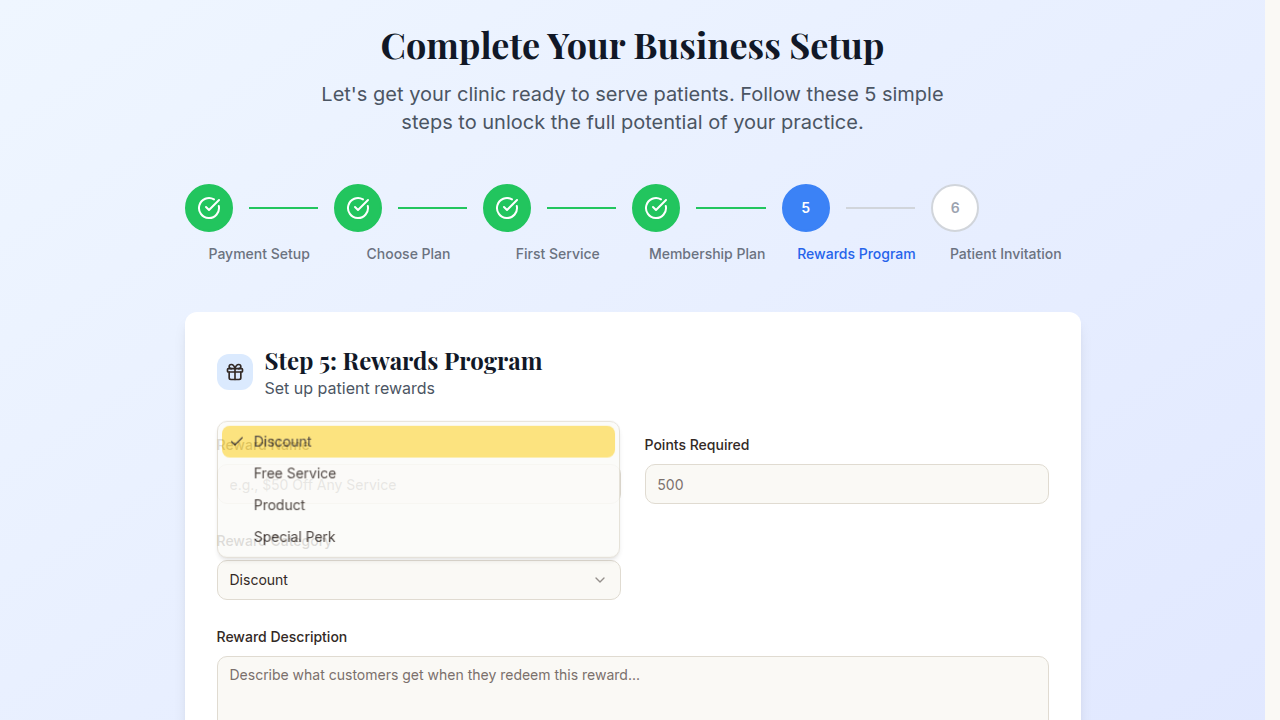 Complete Your Business Setup
Let's get your clinic ready to serve patients. Follow these 5 simple
steps to unlock the full potential of your practice.
5
6
Payment Setup
Choose Plan
First Service
Membership Plan
Rewards Program
Patient Invitation
Step 5: Rewards Program
Set up patient rewards
Reward Name
Points Required
Discount
Free Service
e.g., $50 Off Any Service
500
Product
Special Perk
Reward Category
Discount
Reward Description
Describe what customers get when they redeem this reward...